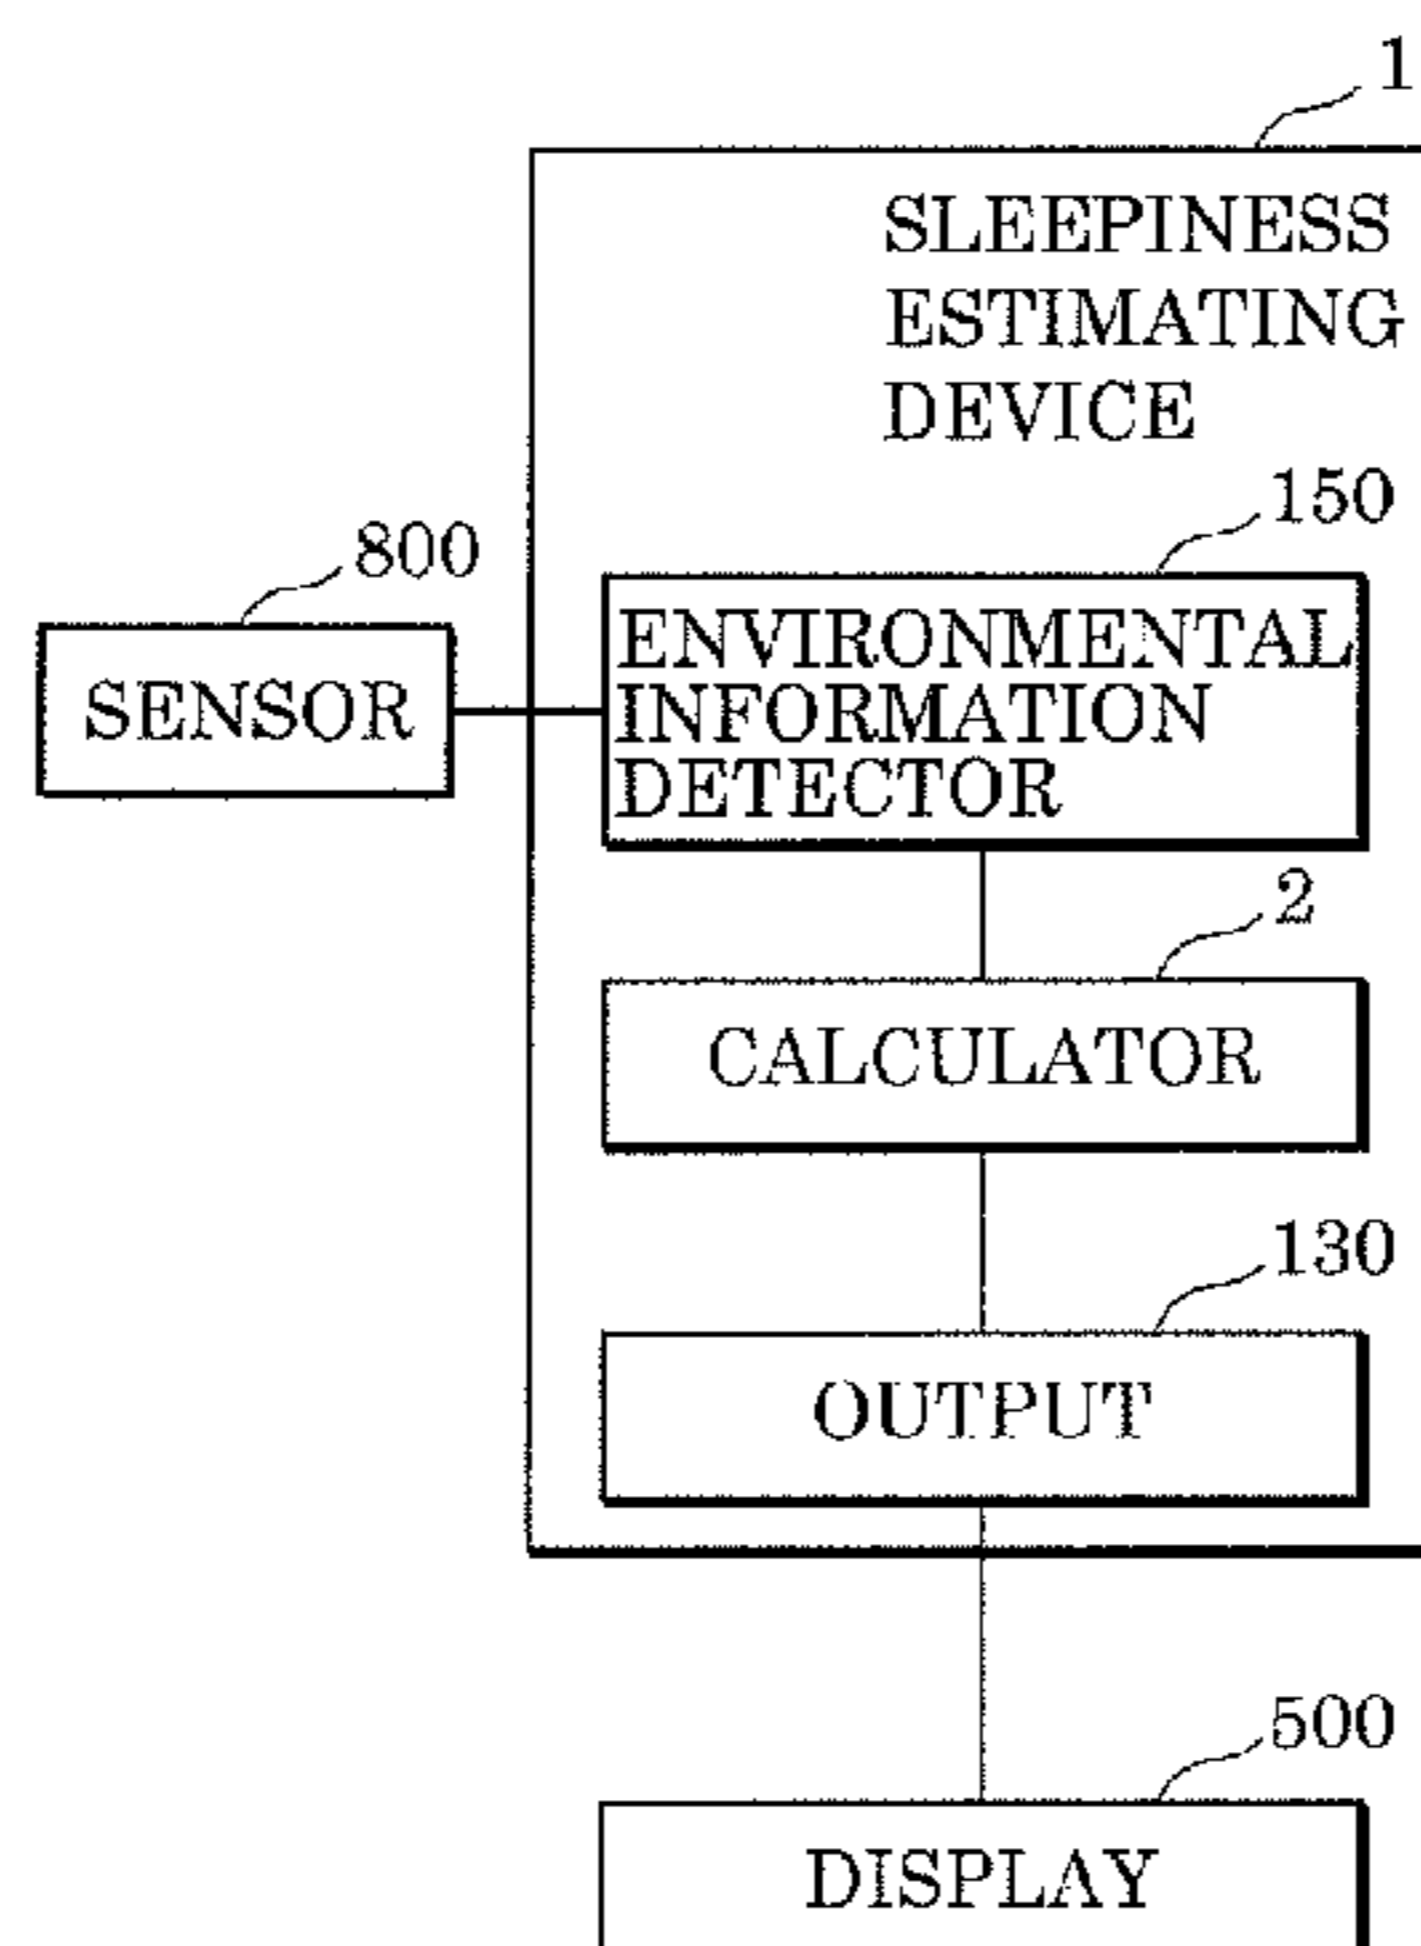 1
SLEEPINESS
ESTIMATING
DEVICE
150
800
ENVIRONMENTAL
INFORMATION
DETECTOR
SENSOR
2
CALCULATOR
130
OUTPUT
500
DISPLAY